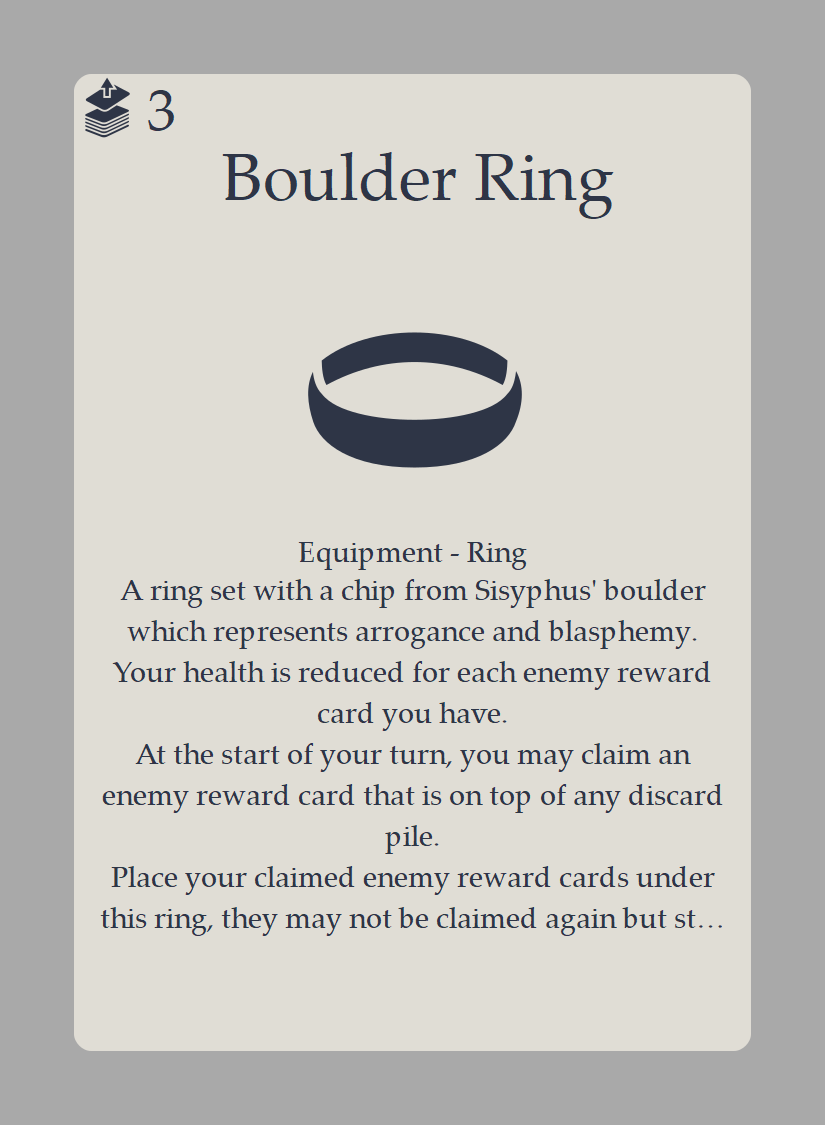 3
Boulder Ring
Equipment - Ring
A ring set with a chip from Sisyphus' boulder
which represents arrogance and blasphemy.
Your health is reduced for each enemy reward
card you have.
At the start of your turn, you may claim an
enemy reward card that is on top of any discard
pile.
Place your claimed enemy reward cards under
this ring, they may not be claimed again but st…